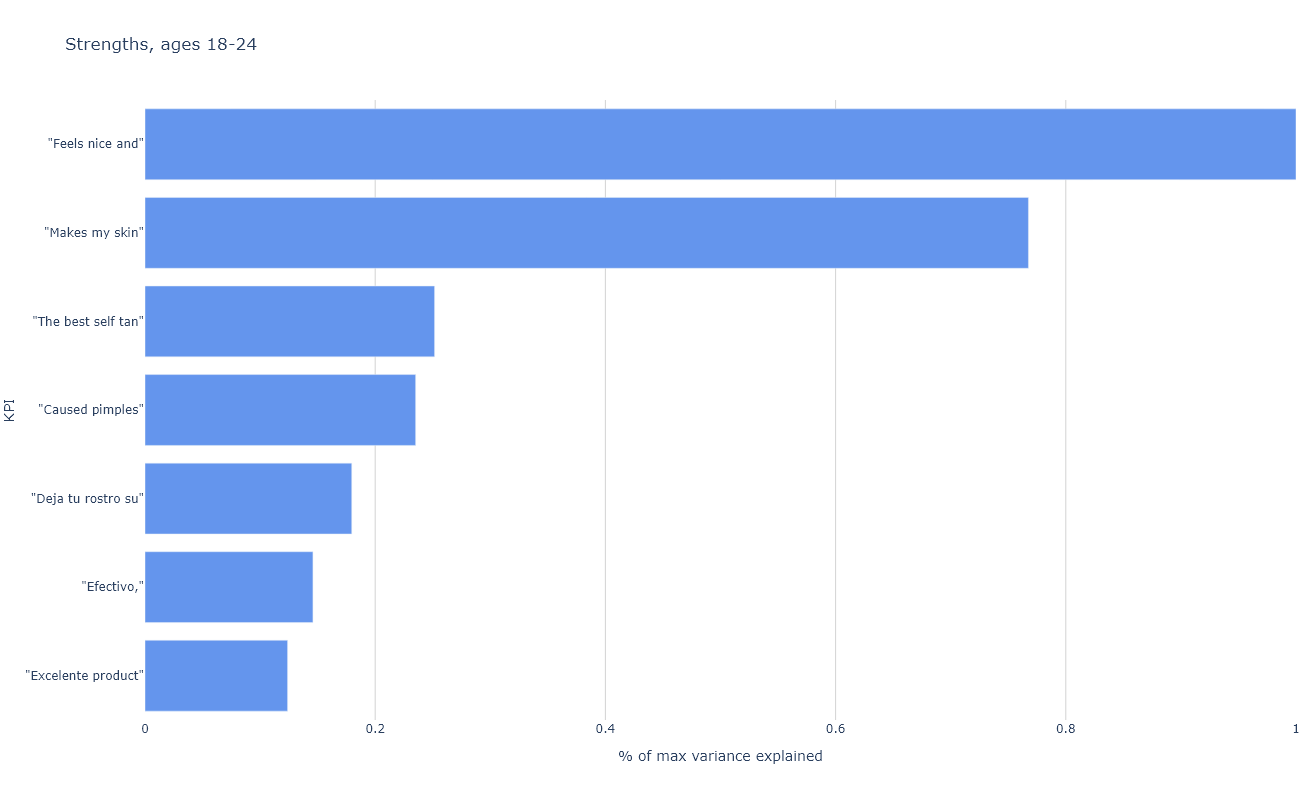 Strengths, ages 18-24
KPI
"Feels nice and"
"Makes my skin"
"The best self tan"
"Caused pimples"
"Deja tu rostro su"
"Efectivo,"
"Excelente product"
0 0.2 0.4 0.6 0.8 1
% of max variance explained